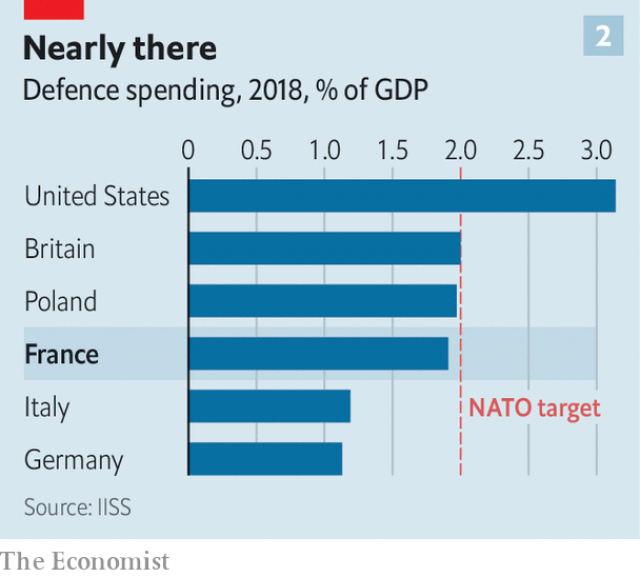 Nearly there
2
Defence spending, 2018, % of GDP
0 0.5 1.0 1.5 2.0 2.5 3.0
United States
Britain
Poland
France
Italy
NATO target
Germany
Source: IISS
The Economist